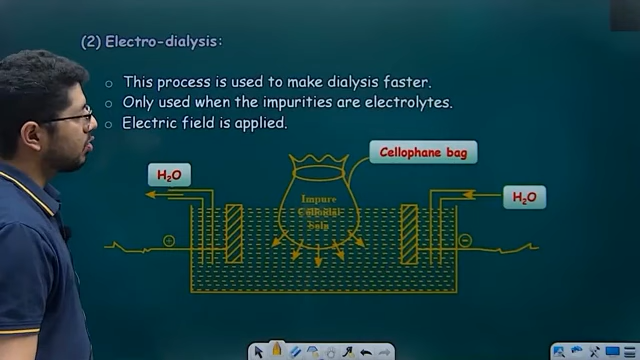 (2) Electro-dialysis:
This process is used to make dialysis faster.
Only used when the impurities are electrolytes.
Electric field is applied.
Cellophane bag
H₂O
H₂O
Impure
Colloidal
Soln
+
−